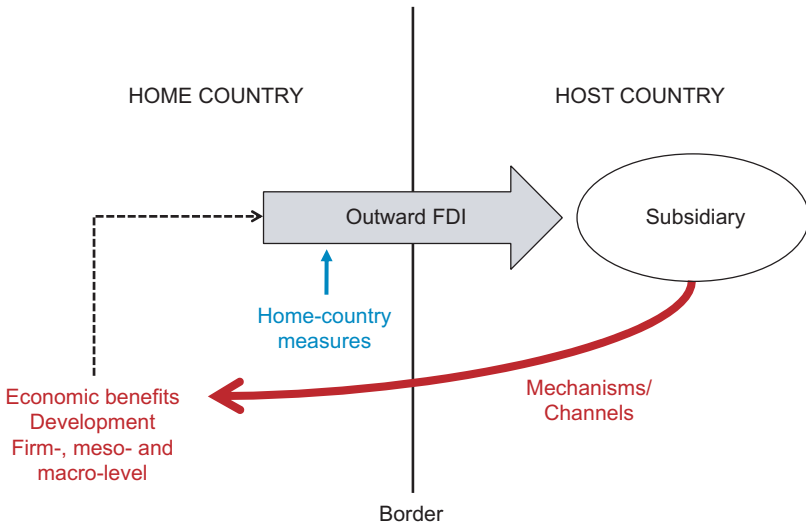 HOME COUNTRY
HOST COUNTRY
Outward FDI
Subsidiary
Home-country
measures
Mechanisms/
Channels
Economic benefits
Development
Firm-, meso- and
macro-level
Border